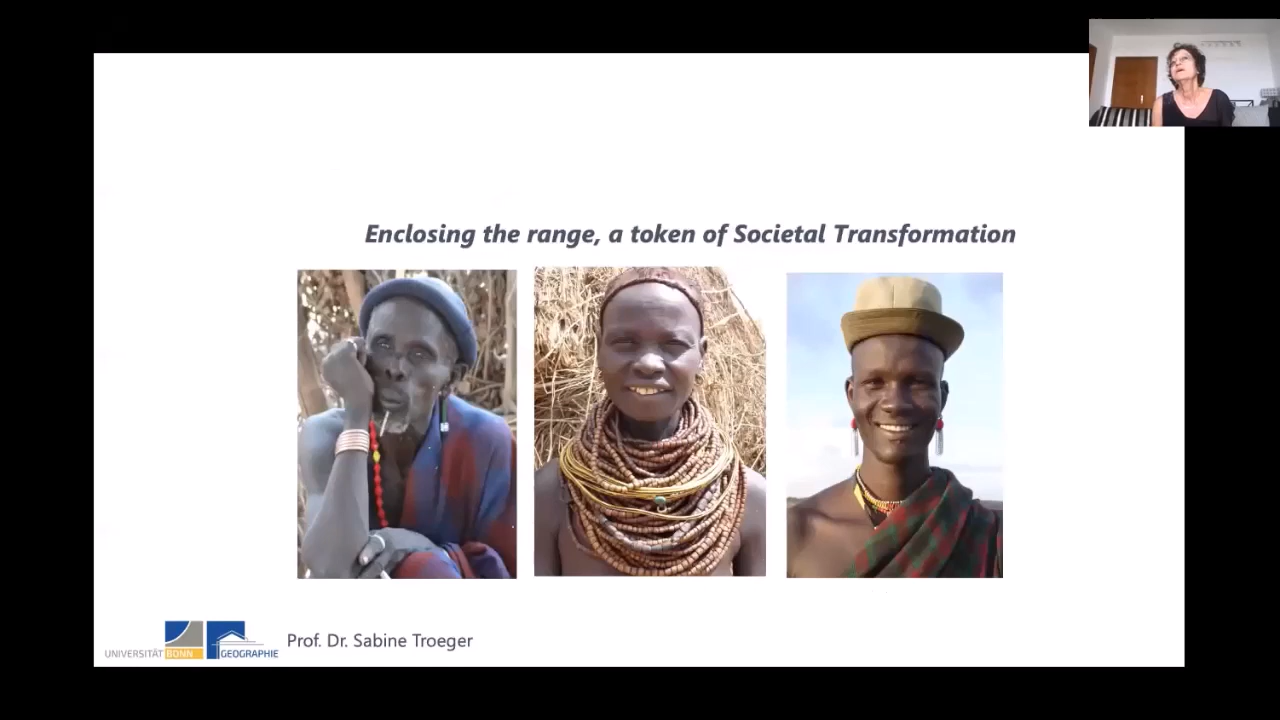 Enclosing the range, a token of Societal Transformation
UNIVERSITÄT BONN GEOGRAPHIE
Prof. Dr. Sabine Troeger